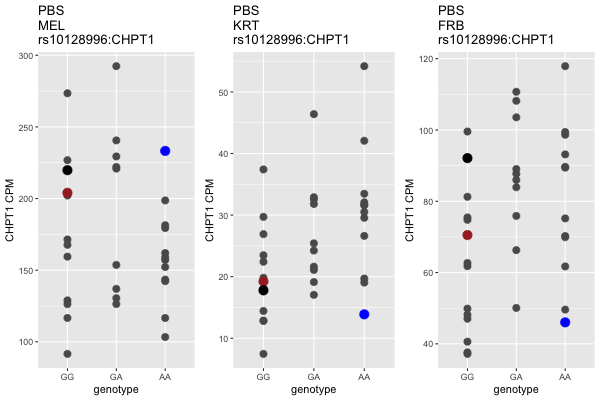 PBS
MEL
rs10128996:CHPT1
300
250
200
150
100
CHPT1 CPM
GG GA AA
genotype
PBS
KRT
rs10128996:CHPT1
50
40
30
20
10
CHPT1 CPM
GG GA AA
genotype
PBS
FRB
rs10128996:CHPT1
120
100
80
60
40
CHPT1 CPM
GG GA AA
genotype